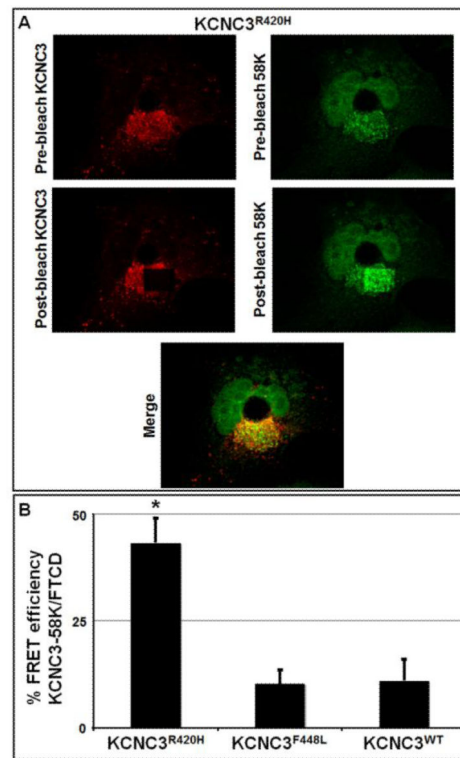 A
KCNC3R420H
Pre-bleach KCNC3
Pre-bleach 58K
Post-bleach KCNC3
Post-bleach 58K
Merge
B
% FRET efficiency
KCNC3-58K/FTCD
50
25
0
*
KCNC3R420H
KCNC3F448L
KCNC3WT